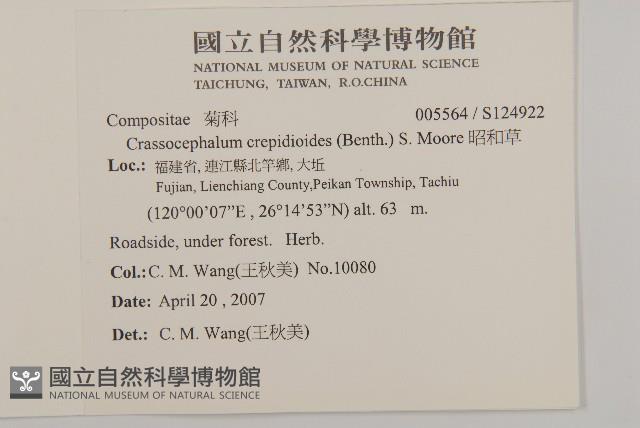 國立自然科學博物館
NATIONAL MUSEUM OF NATURAL SCIENCE
TAICHUNG, TAIWAN, R.O.CHINA
Compositae 菊科 005564 / S124922
Crassocephalum crepidioides (Benth.) S. Moore 昭和草
Loc.: 福建省, 連江縣北竿鄉, 大坵
Fujian, Lienchiang County,Peikan Township, Tachiu
(120°00’07”E , 26°14’53”N) alt. 63 m.
Roadside, under forest. Herb.
Col.: C. M. Wang(王秋美) No.10080
Date: April 20 , 2007
Det.: C. M. Wang(王秋美)
國立自然科學博物館
NATIONAL MUSEUM OF NATURAL SCIENCE